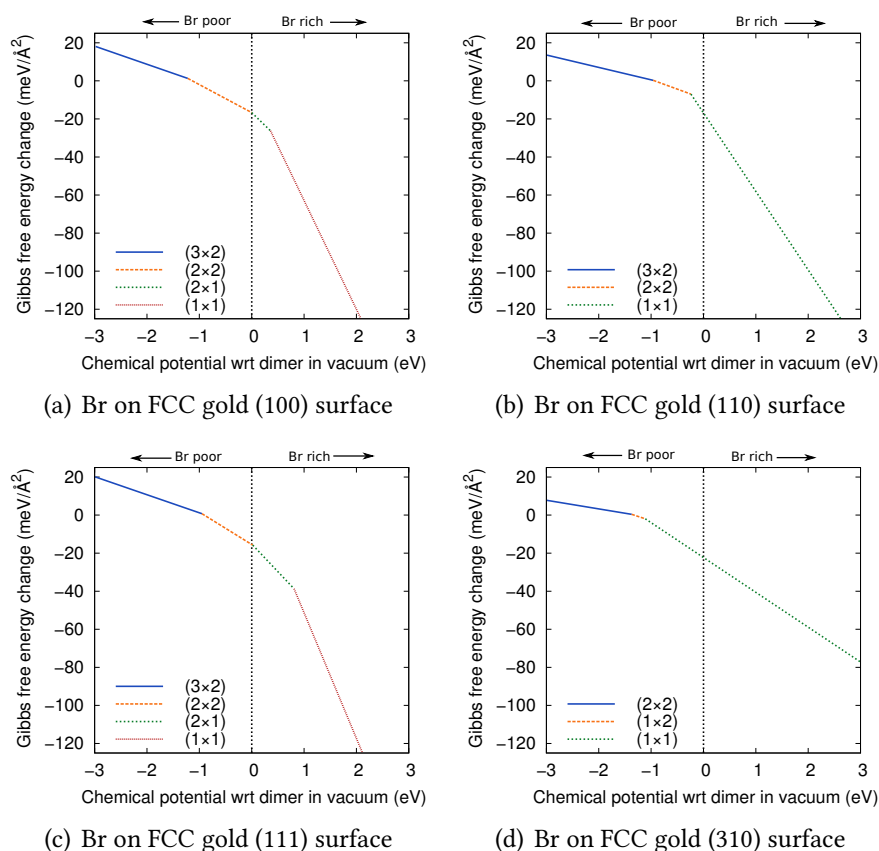 Br poor Br rich
Gibbs free energy change (meV/Å²)
20
0
−20
−40
−60
−80
−100
−120
(3×2)
(2×2)
(2×1)
(1×1)
−3 −2 −1 0 1 2 3
Chemical potential wrt dimer in vacuum (eV)
(a) Br on FCC gold (100) surface
Br poor Br rich
Gibbs free energy change (meV/Å²)
20
0
−20
−40
−60
−80
−100
−120
(3×2)
(2×2)
(1×1)
−3 −2 −1 0 1 2 3
Chemical potential wrt dimer in vacuum (eV)
(b) Br on FCC gold (110) surface
Br poor Br rich
Gibbs free energy change (meV/Å²)
20
0
−20
−40
−60
−80
−100
−120
(3×2)
(2×2)
(2×1)
(1×1)
−3 −2 −1 0 1 2 3
Chemical potential wrt dimer in vacuum (eV)
(c) Br on FCC gold (111) surface
Br poor Br rich
Gibbs free energy change (meV/Å²)
20
0
−20
−40
−60
−80
−100
−120
(2×2)
(1×2)
(1×1)
−3 −2 −1 0 1 2 3
Chemical potential wrt dimer in vacuum (eV)
(d) Br on FCC gold (310) surface